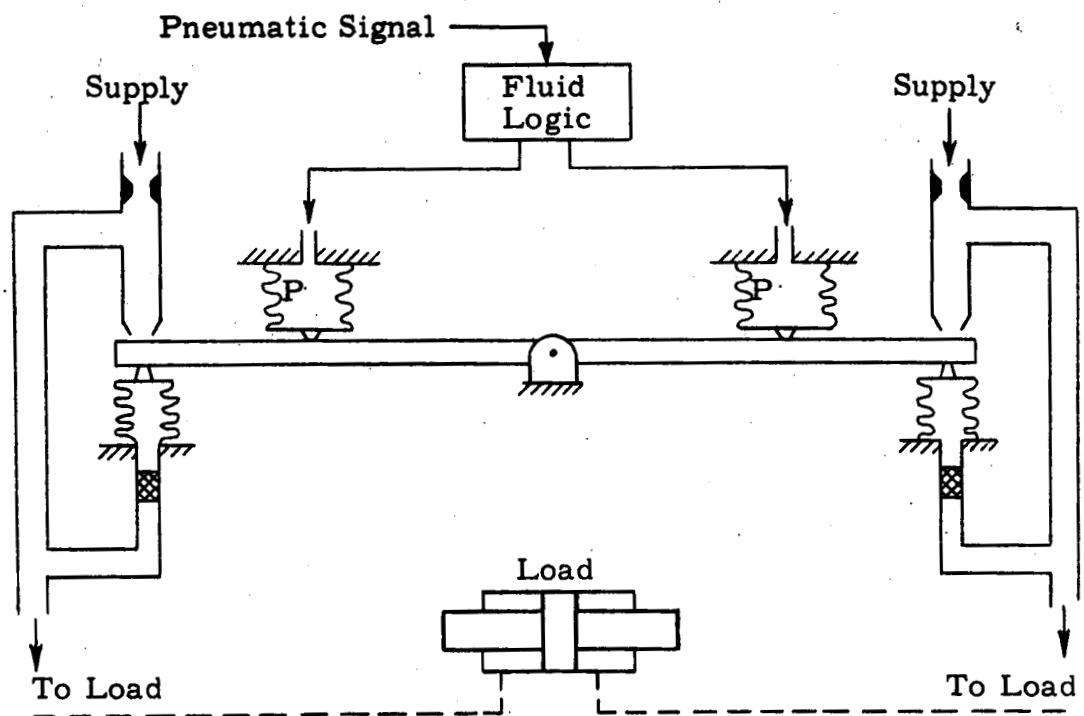 Pneumatic Signal
Supply
Fluid
Logic
Supply
P
P
Load
To Load
To Load